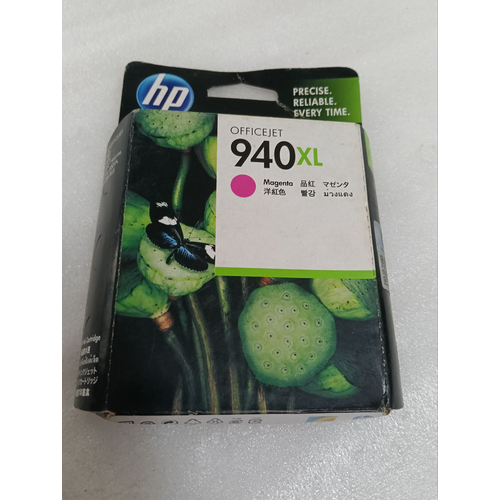 hp
PRECISE.
RELIABLE.
EVERY TIME.
OFFICEJET
940XL
Magenta 品紅 マゼンタ
洋紅色 빨강 ม่วงแดง